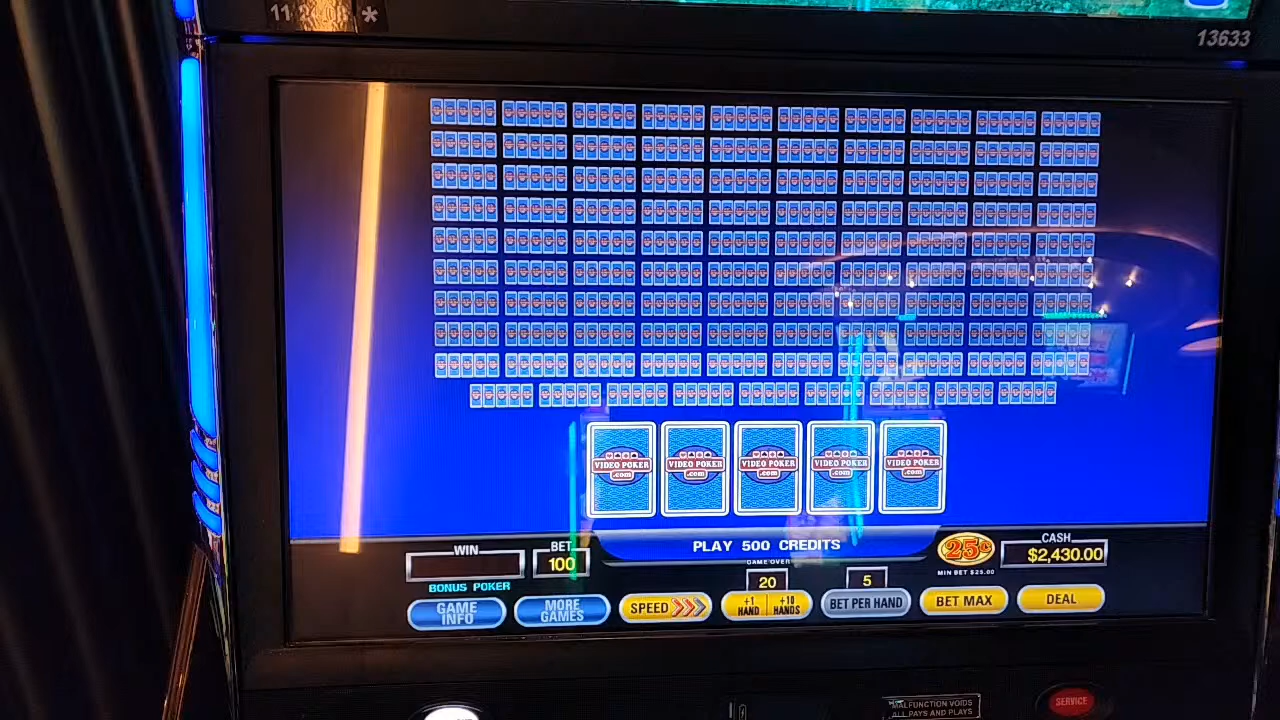 13633
VIDEO POKER .com
VIDEO POKER .com
VIDEO POKER .com
VIDEO POKER .com
VIDEO POKER .com
PLAY 500 CREDITS
GAME OVER
WIN
BET
100
25¢
MIN BET $25.00
CASH
$2,430.00
BONUS POKER
20
5
GAME INFO
MORE GAMES
SPEED
+1 HAND
+10 HANDS
BET PER HAND
BET MAX
DEAL
MALFUNCTION VOIDS
ALL PAYS AND PLAYS
SERVICE